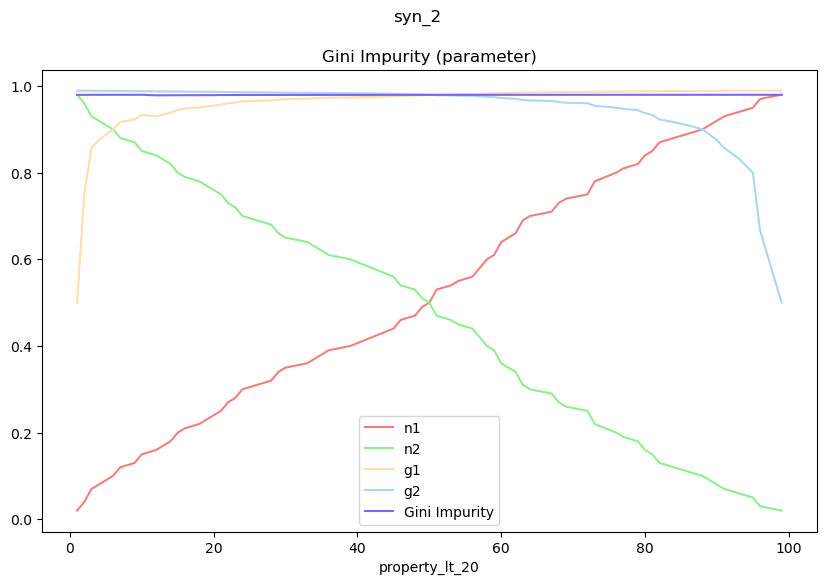 syn_2
Gini Impurity (parameter)
1.0
0.8
0.6
0.4
0.2
0.0
n1
n2
g1
g2
Gini Impurity
0 20 40 60 80 100
property_lt_20